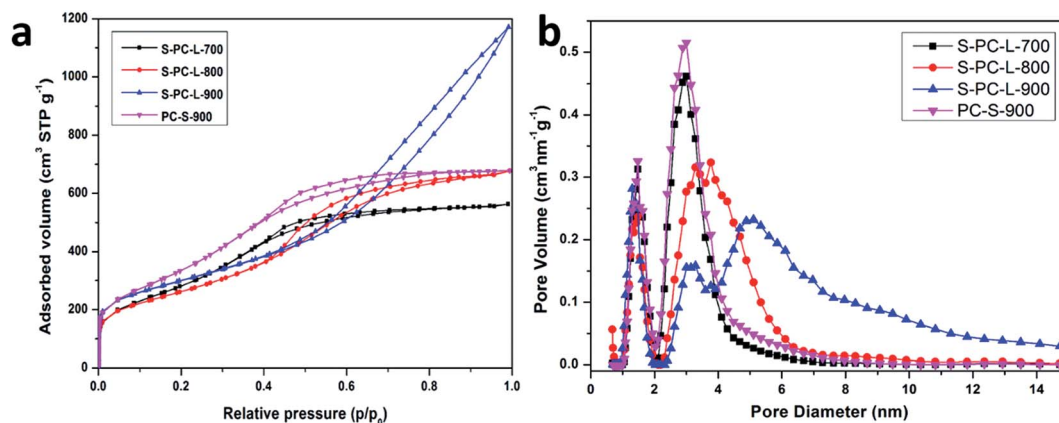 a
Adsorbed volume (cm³ STP g⁻¹)
1200
1000
800
600
400
200
0
S-PC-L-700
S-PC-L-800
S-PC-L-900
PC-S-900
0.0 0.2 0.4 0.6 0.8 1.0
Relative pressure (p/p₀)
b
Pore Volume (cm³ nm⁻¹g⁻¹)
0.5
0.4
0.3
0.2
0.1
0.0
S-PC-L-700
S-PC-L-800
S-PC-L-900
PC-S-900
0 2 4 6 8 10 12 14
Pore Diameter (nm)